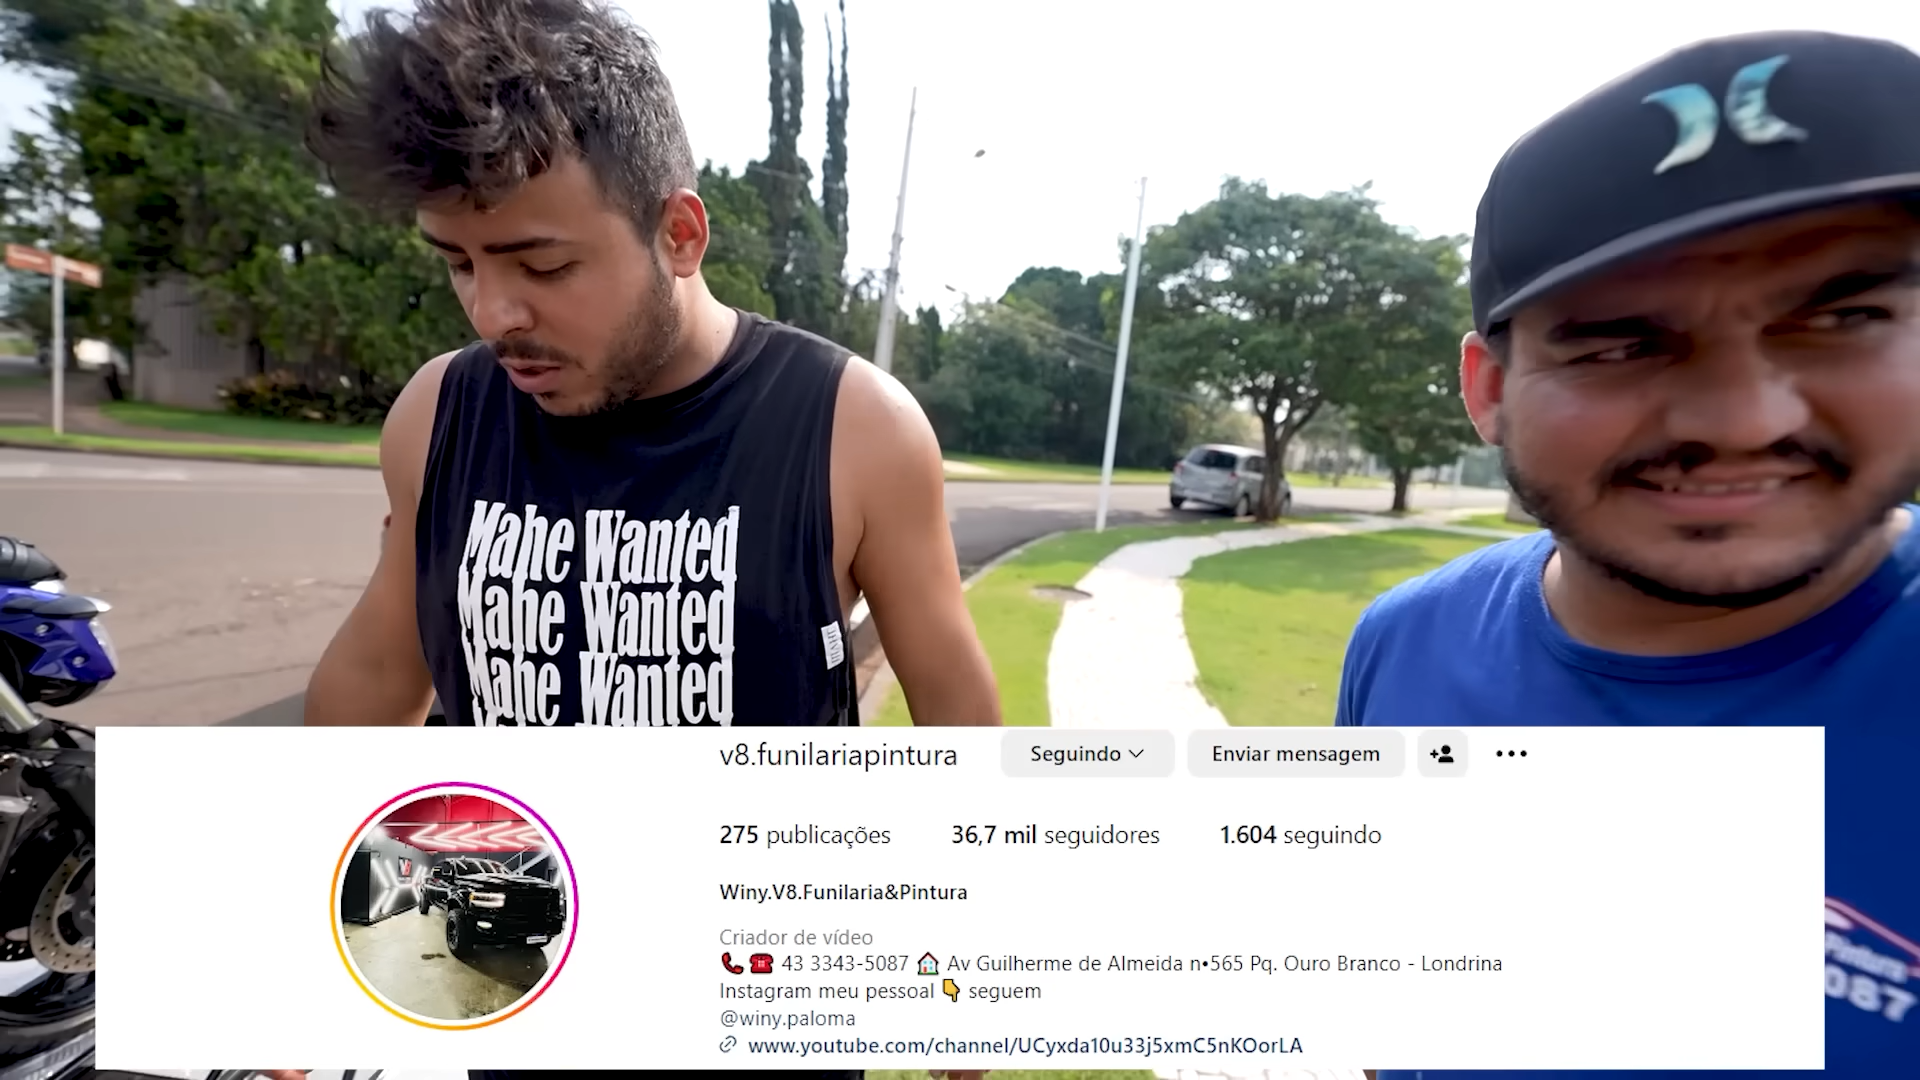 Mahe Wanted
Mahe Wanted
Mahe Wanted
v8.funilariapintura
Seguindo
Enviar mensagem
275 publicações
36,7 mil seguidores
1.604 seguindo
Winy.V8.Funilaria&Pintura
Criador de vídeo
📞☎️ 43 3343-5087 🏠 Av Guilherme de Almeida n•565 Pq. Ouro Branco - Londrina
Instagram meu pessoal 👇 seguem
@winy.paloma
www.youtube.com/channel/UCyxda10u33j5xmC5nKOorLA
Pintura
087